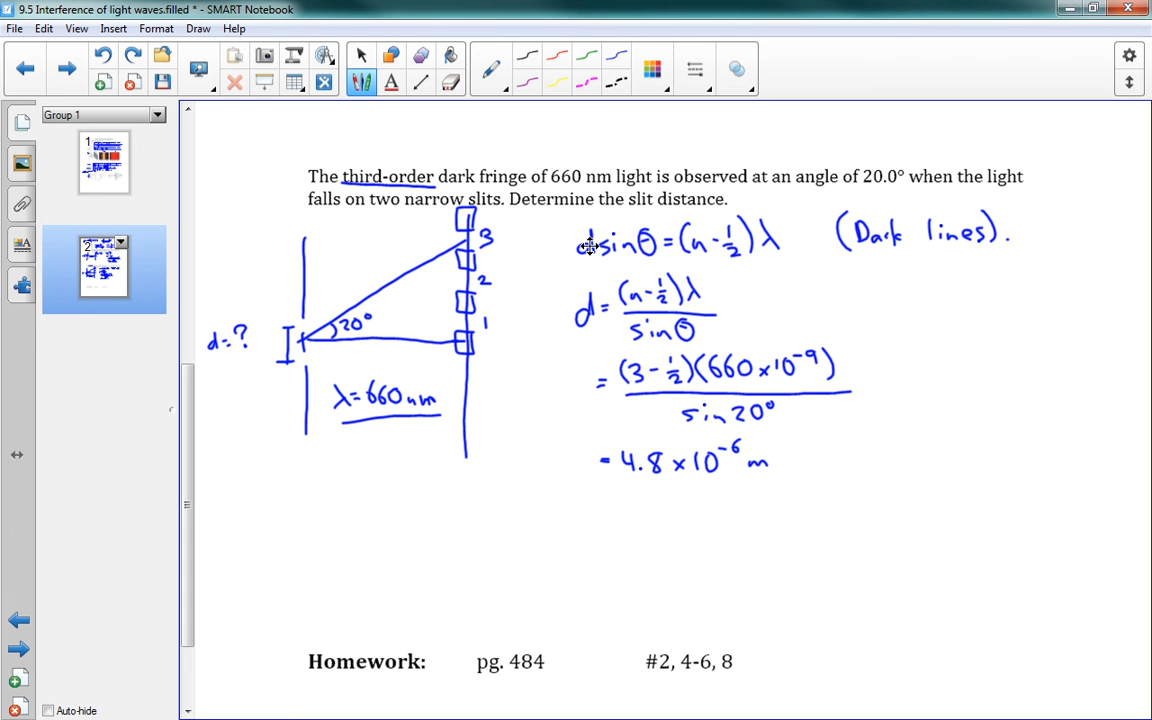 9.5 Interference of light waves.filled * - SMART Notebook
File Edit View Insert Format Draw Help
Group 1
1
2
The third-order dark fringe of 660 nm light is observed at an angle of 20.0° when the light
falls on two narrow slits. Determine the slit distance.
d sinθ = (n - 1/2) λ (Dark lines).
3
2
d = (n - 1/2) λ / sinθ
20°
1
d = ?
= (3 - 1/2)(660 × 10⁻⁹) / sin 20°
λ = 660 nm
= 4.8 × 10⁻⁶ m
Homework: pg. 484 #2, 4-6, 8
Auto-hide